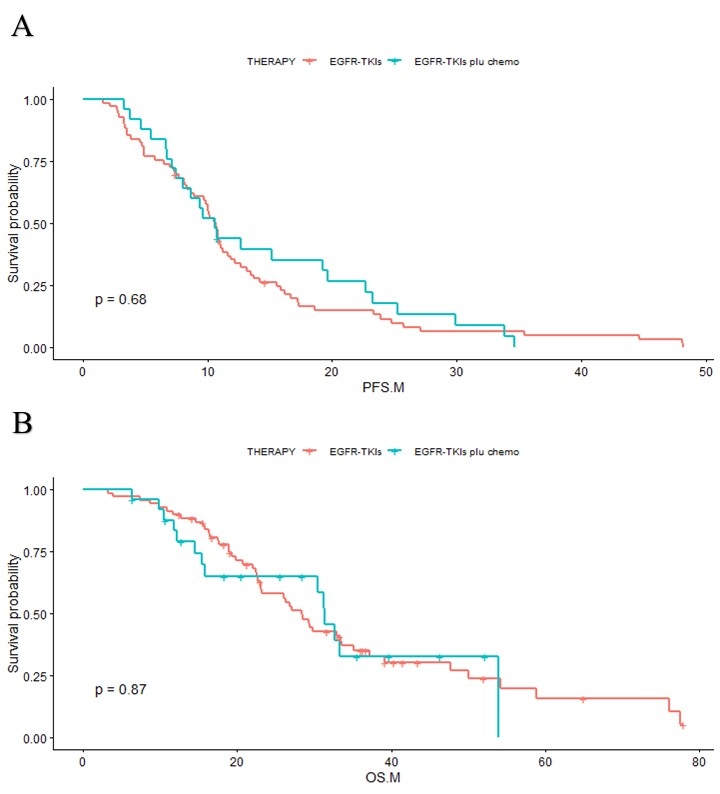 A
THERAPY EGFR-TKIs EGFR-TKIs plu chemo
1.00
0.75
0.50
0.25
0.00
Survival probability
p = 0.68
0 10 20 30 40 50
PFS.M
B
THERAPY EGFR-TKIs EGFR-TKIs plu chemo
1.00
0.75
0.50
0.25
0.00
Survival probability
p = 0.87
0 20 40 60 80
OS.M